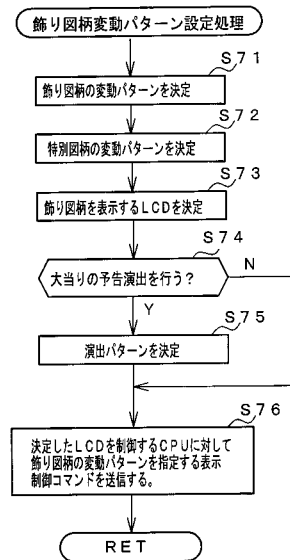 飾り図柄変動パターン設定処理
S71
飾り図柄の変動パターンを決定
S72
特別図柄の変動パターンを決定
S73
飾り図柄を表示するLCDを決定
S74
大当りの予告演出を行う?
N
Y
S75
演出パターンを決定
S76
決定したLCDを制御するCPUに対して
飾り図柄の変動パターンを指定する表示
制御コマンドを送信する。
RET